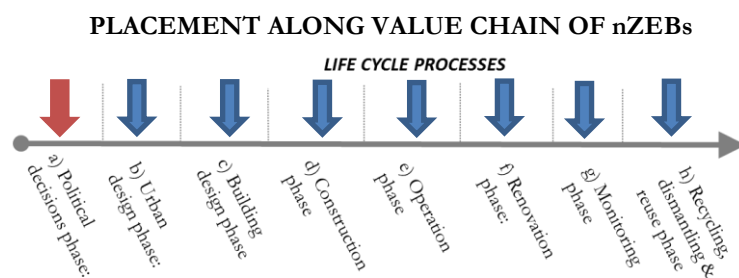 PLACEMENT ALONG VALUE CHAIN OF nZEBs
LIFE CYCLE PROCESSES
a) Political
decisions phase:
b) Urban
design phase:
c) Building
design phase
d) Construction
phase
e) Operation
phase
f) Renovation
phase:
g) Monitoring
phase
h) Recycling,
dismantling &
reuse phase